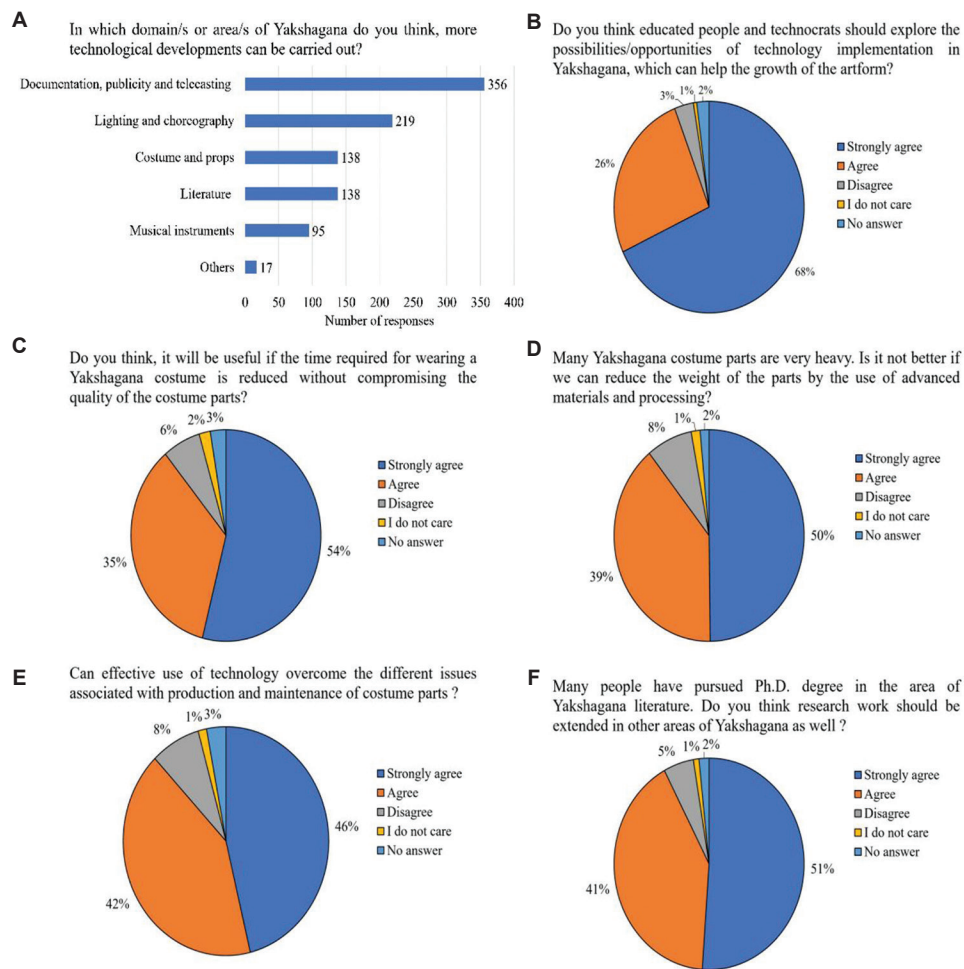 A
In which domain/s or area/s of Yakshagana do you think, more
technological developments can be carried out?
Documentation, publicity and telecasting
356
Lighting and choreography
219
Costume and props
138
Literature
138
Musical instruments
95
Others
17
0 50 100 150 200 250 300 350 400
Number of responses
B
Do you think educated people and technocrats should explore the
possibilities/opportunities of technology implementation in
Yakshagana, which can help the growth of the artform?
3% 1% 2%
26%
68%
Strongly agree
Agree
Disagree
I do not care
No answer
C
Do you think, it will be useful if the time required for wearing a
Yakshagana costume is reduced without compromising the
quality of the costume parts?
6% 2% 3%
35%
54%
Strongly agree
Agree
Disagree
I do not care
No answer
D
Many Yakshagana costume parts are very heavy. Is it not better if
we can reduce the weight of the parts by the use of advanced
materials and processing?
8% 1% 2%
39%
50%
Strongly agree
Agree
Disagree
I do not care
No answer
E
Can effective use of technology overcome the different issues
associated with production and maintenance of costume parts ?
8% 1% 3%
42%
46%
Strongly agree
Agree
Disagree
I do not care
No answer
F
Many people have pursued Ph.D. degree in the area of
Yakshagana literature. Do you think research work should be
extended in other areas of Yakshagana as well ?
5% 1% 2%
41%
51%
Strongly agree
Agree
Disagree
I do not care
No answer